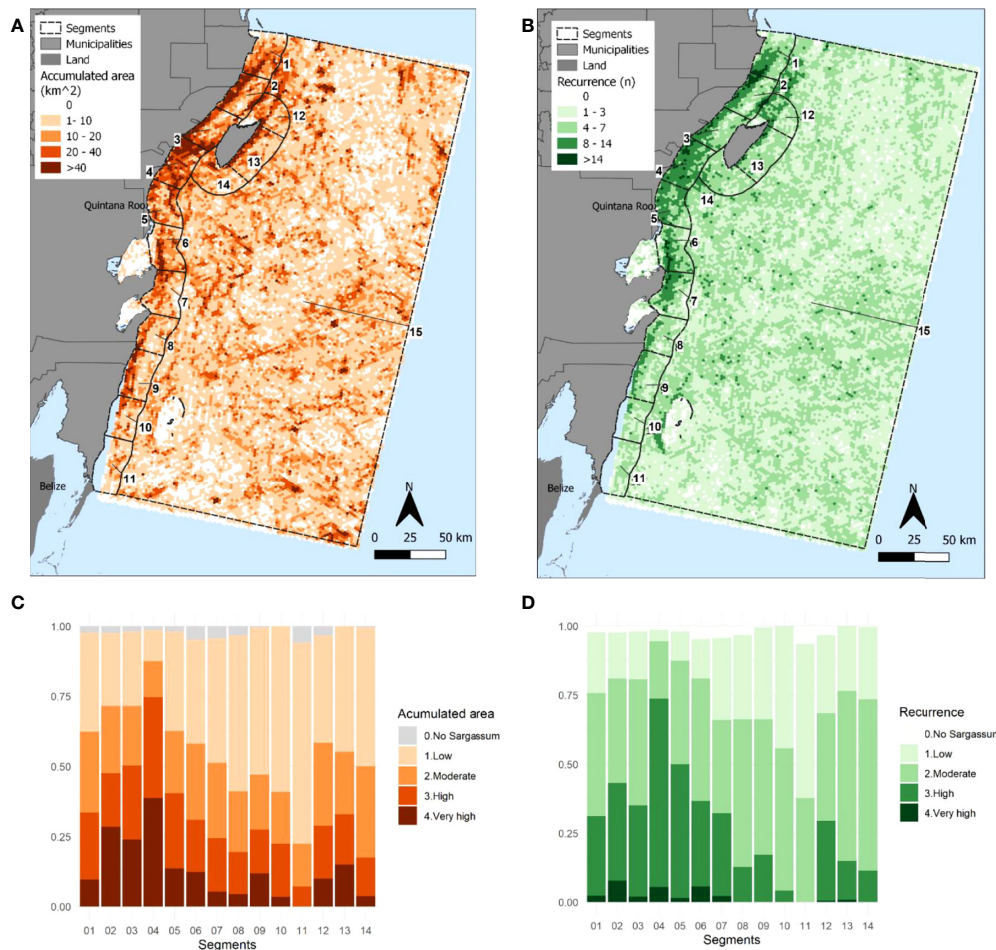 A
Segments
Municipalities
Land
Accumulated area
(km^2)
0
1- 10
10 - 20
20 - 40
>40
1
2
12
3
13
4
14
Quintana Roo
5
6
7
15
8
9
10
11
Belize
N
0 25 50 km
B
Segments
Municipalities
Land
Recurrence (n)
0
1 - 3
4 - 7
8 - 14
>14
1
2
12
3
13
4
14
Quintana Roo
5
6
7
15
8
9
10
11
Belize
N
0 25 50 km
C
1.00
0.75
0.50
0.25
0.00
01 02 03 04 05 06 07 08 09 10 11 12 13 14
Segments
Acumulated area
0.No Sargassum
1.Low
2.Moderate
3.High
4.Very high
D
1.00
0.75
0.50
0.25
0.00
01 02 03 04 05 06 07 08 09 10 11 12 13 14
Segments
Recurrence
0.No Sargassum
1.Low
2.Moderate
3.High
4.Very high